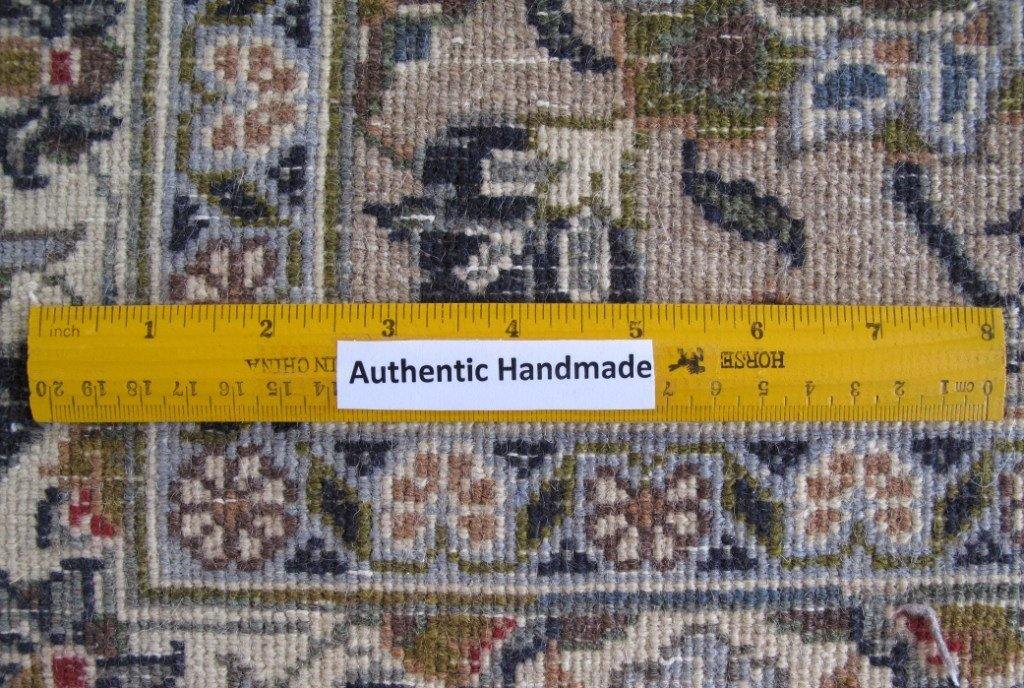 inch 1 2 3 4 5 6 7 8
HORSE IN CHINA
Authentic Handmade
0 cm 1 2 3 4 5 6 7 14 15 16 17 18 19 20